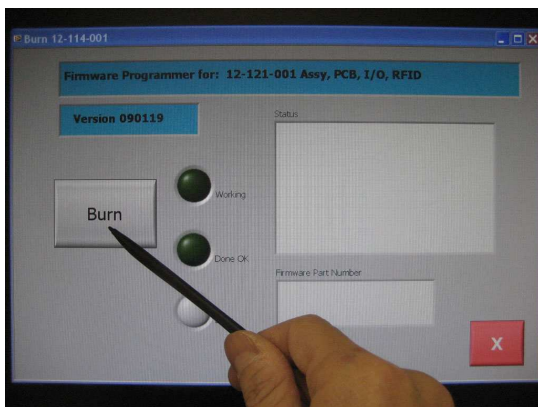 Burn 12-114-001
Firmware Programmer for: 12-121-001 Assy, PCB, I/O, RFID
Version 090119
Status
Working
Burn
Done OK
Firmware Part Number
X